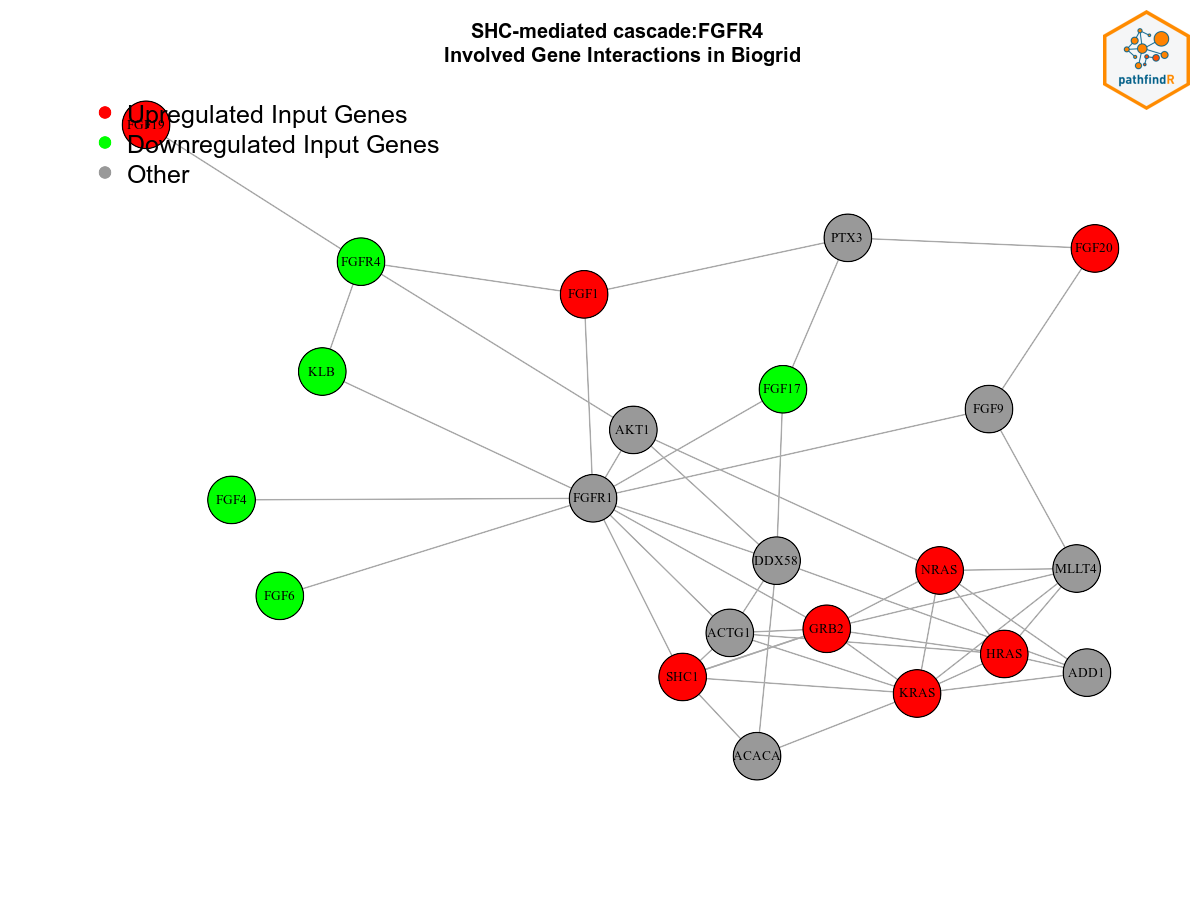 SHC-mediated cascade:FGFR4
Involved Gene Interactions in Biogrid
pathfindR
Upregulated Input Genes
FGF19
Downregulated Input Genes
Other
PTX3
FGF20
FGFR4
FGF1
KLB
FGF17
FGF9
AKT1
FGF4
FGFR1
DDX58
NRAS
MLLT4
FGF6
ACTG1
GRB2
HRAS
SHC1
ADD1
KRAS
ACACA